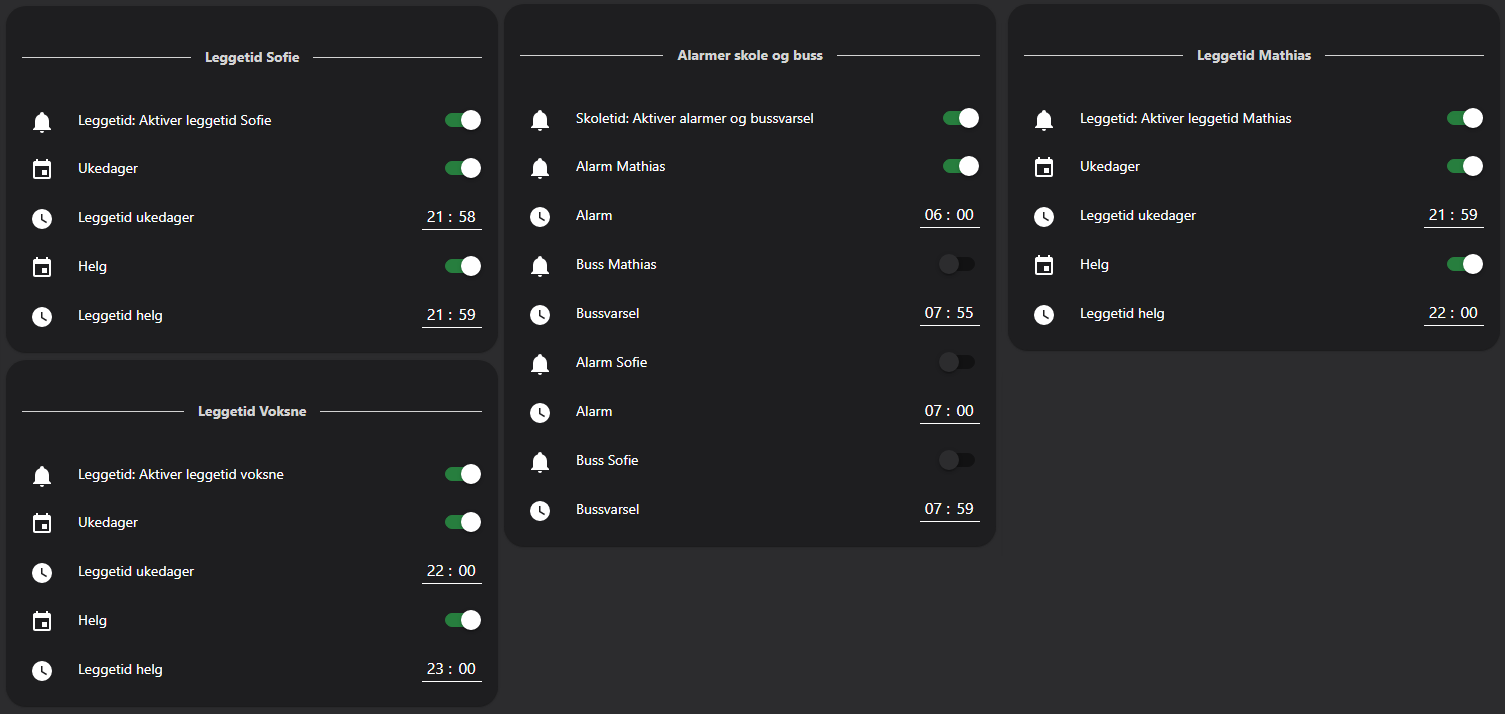 Leggetid Sofie
Leggetid: Aktiver leggetid Sofie
Ukedager
Leggetid ukedager 21 : 58
Helg
Leggetid helg 21 : 59
Leggetid Voksne
Leggetid: Aktiver leggetid voksne
Ukedager
Leggetid ukedager 22 : 00
Helg
Leggetid helg 23 : 00
Alarmer skole og buss
Skoletid: Aktiver alarmer og bussvarsel
Alarm Mathias
Alarm 06 : 00
Buss Mathias
Bussvarsel 07 : 55
Alarm Sofie
Alarm 07 : 00
Buss Sofie
Bussvarsel 07 : 59
Leggetid Mathias
Leggetid: Aktiver leggetid Mathias
Ukedager
Leggetid ukedager 21 : 59
Helg
Leggetid helg 22 : 00